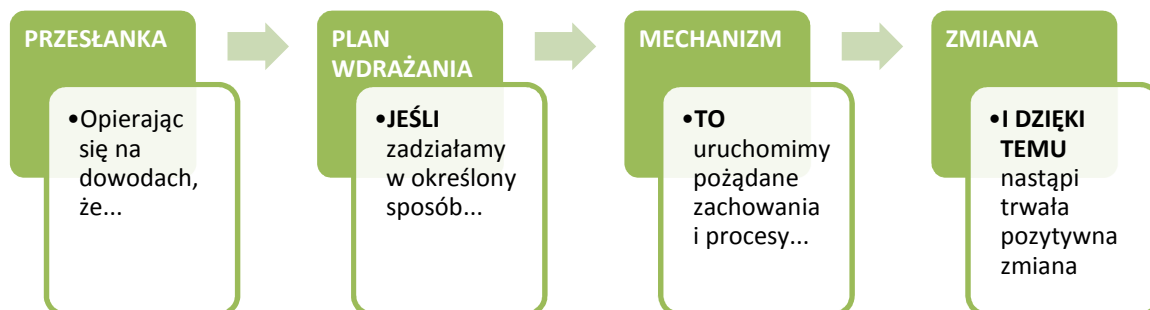 PRZESŁANKA
•Opierając
się na
dowodach,
że...
PLAN
WDRAŻANIA
•JEŚLI
zadziałamy
w określony
sposób...
MECHANIZM
•TO
uruchomimy
pożądane
zachowania
i procesy...
ZMIANA
•I DZIĘKI
TEMU
nastąpi
trwała
pozytywna
zmiana